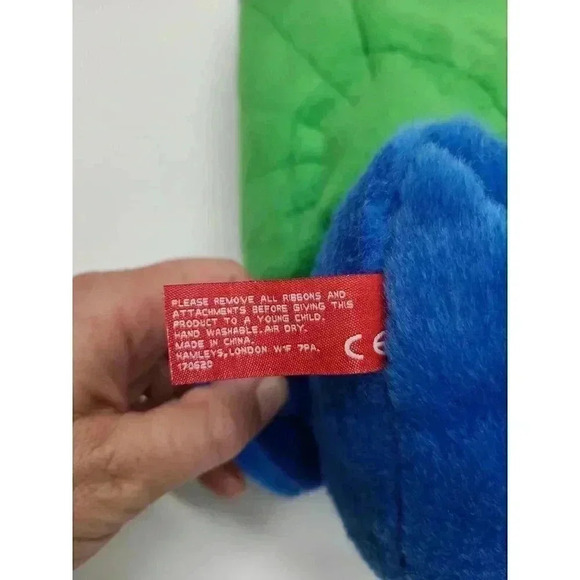 PLEASE REMOVE ALL RIBBONS AND
ATTACHMENTS BEFORE GIVING THIS
PRODUCT TO A YOUNG CHILD.
HAND WASHABLE.AIR DRY.
MADE IN CHINA.
HAMLEYS,LONDON W1F 7PA.
170620
CE